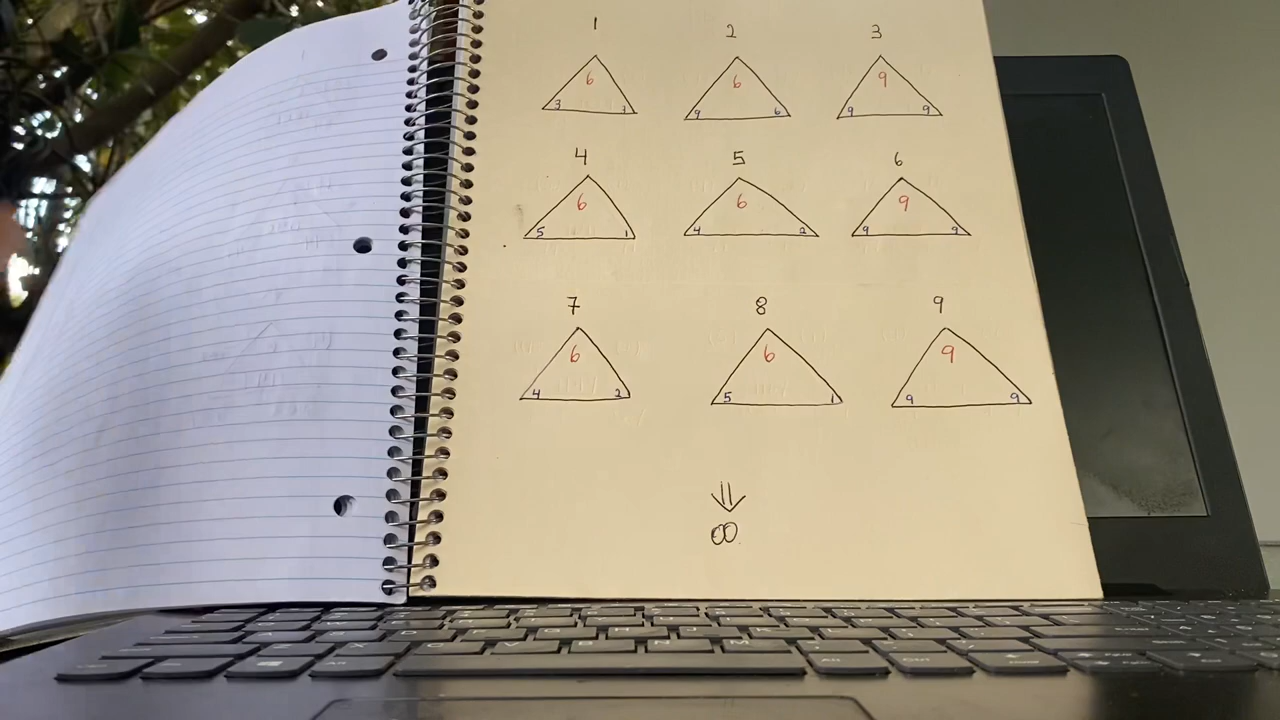 1 2 3
6 6 9
3 1 9 6 9 9
4 5 6
6 6 9
5 1 4 2 9 9
7 8 9
6 6 9
4 2 5 1 9 9
⇓
∞